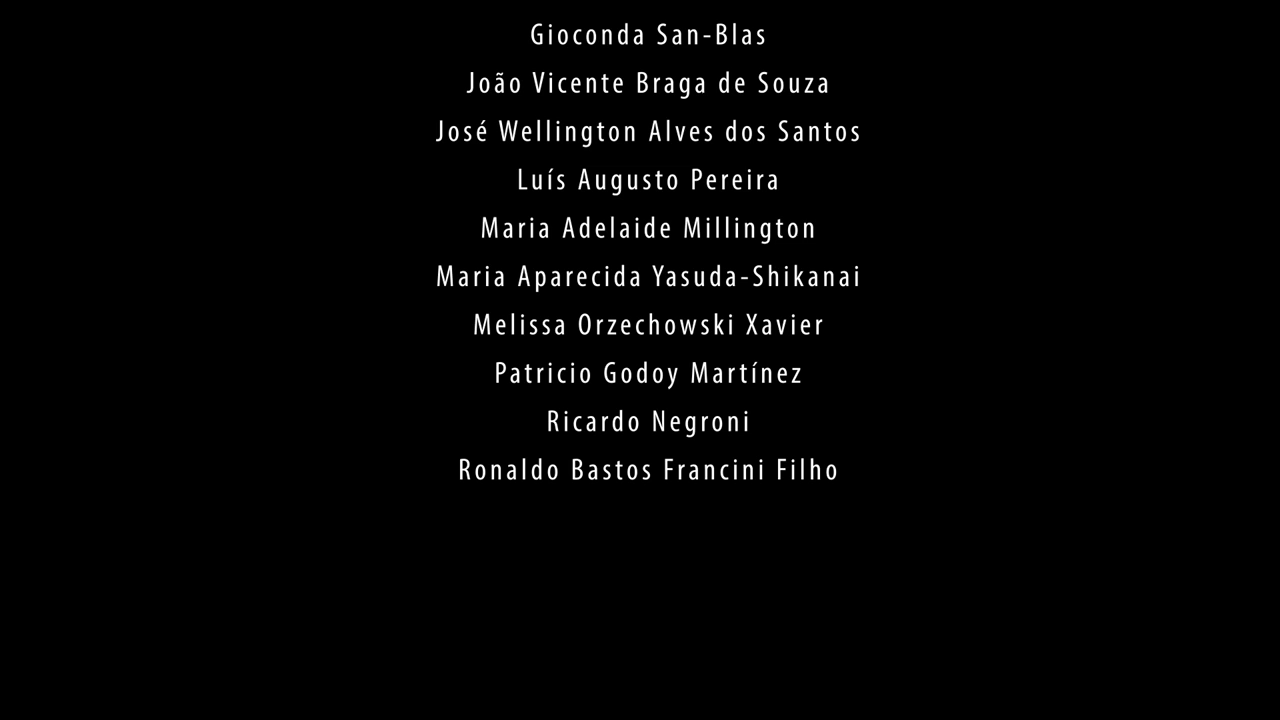 Gioconda San-Blas
João Vicente Braga de Souza
José Wellington Alves dos Santos
Luís Augusto Pereira
Maria Adelaide Millington
Maria Aparecida Yasuda-Shikanai
Melissa Orzechowski Xavier
Patricio Godoy Martínez
Ricardo Negroni
Ronaldo Bastos Francini Filho